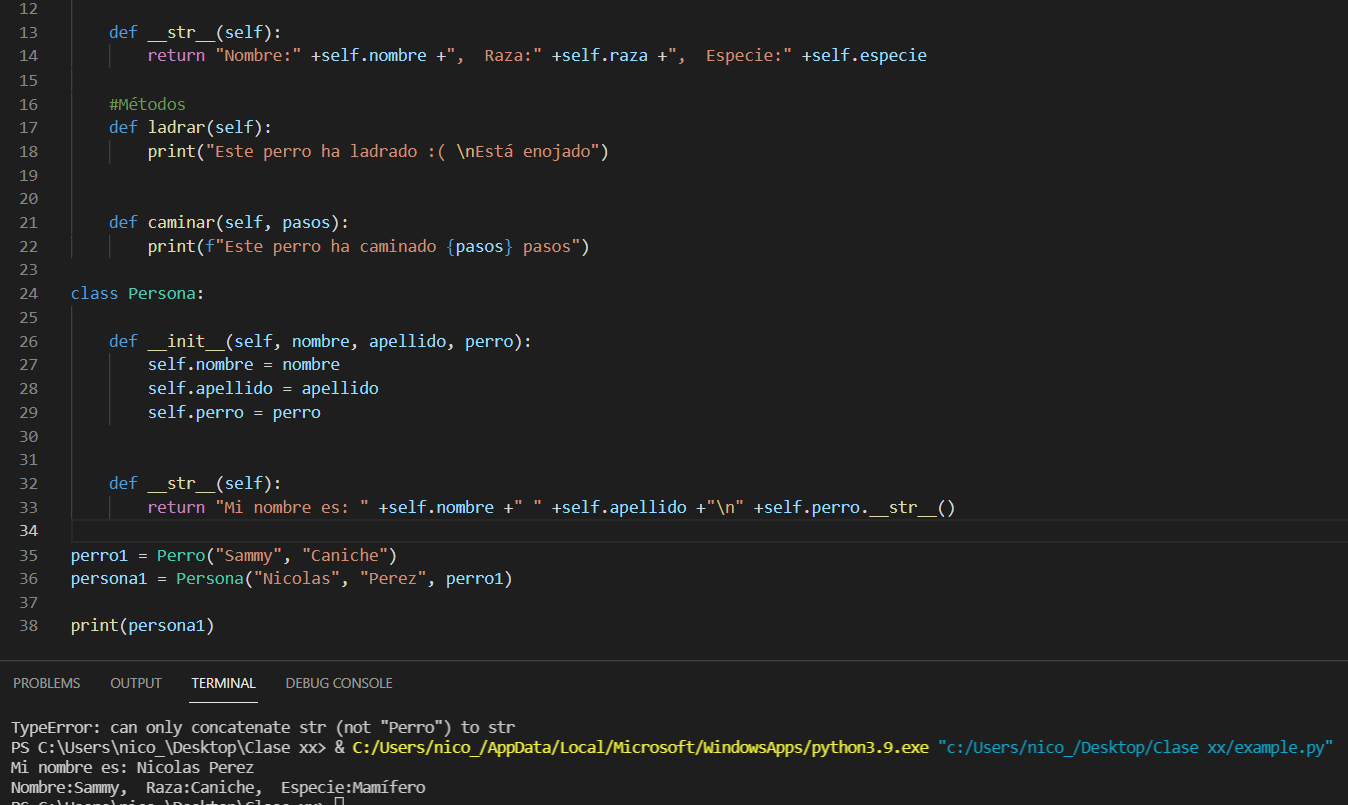 12
13 def __str__(self):
14 return "Nombre:" +self.nombre +",  Raza:" +self.raza +",  Especie:" +self.especie
15
16 #Métodos
17 def ladrar(self):
18 print("Este perro ha ladrado :( \nEstá enojado")
19
20
21 def caminar(self, pasos):
22 print(f"Este perro ha caminado {pasos} pasos")
23
24 class Persona:
25
26 def __init__(self, nombre, apellido, perro):
27 self.nombre = nombre
28 self.apellido = apellido
29 self.perro = perro
30
31
32 def __str__(self):
33 return "Mi nombre es: " +self.nombre +" " +self.apellido +"\n" +self.perro.__str__()
34
35 perro1 = Perro("Sammy", "Caniche")
36 persona1 = Persona("Nicolas", "Perez", perro1)
37
38 print(persona1)
PROBLEMS OUTPUT TERMINAL DEBUG CONSOLE
TypeError: can only concatenate str (not "Perro") to str
PS C:\Users\nico_\Desktop\Clase xx> & C:/Users/nico_/AppData/Local/Microsoft/WindowsApps/python3.9.exe "c:/Users/nico_/Desktop/Clase xx/example.py"
Mi nombre es: Nicolas Perez
Nombre:Sammy,  Raza:Caniche,  Especie:Mamífero
PS C:\Users\nico_\Desktop\Clase xx>